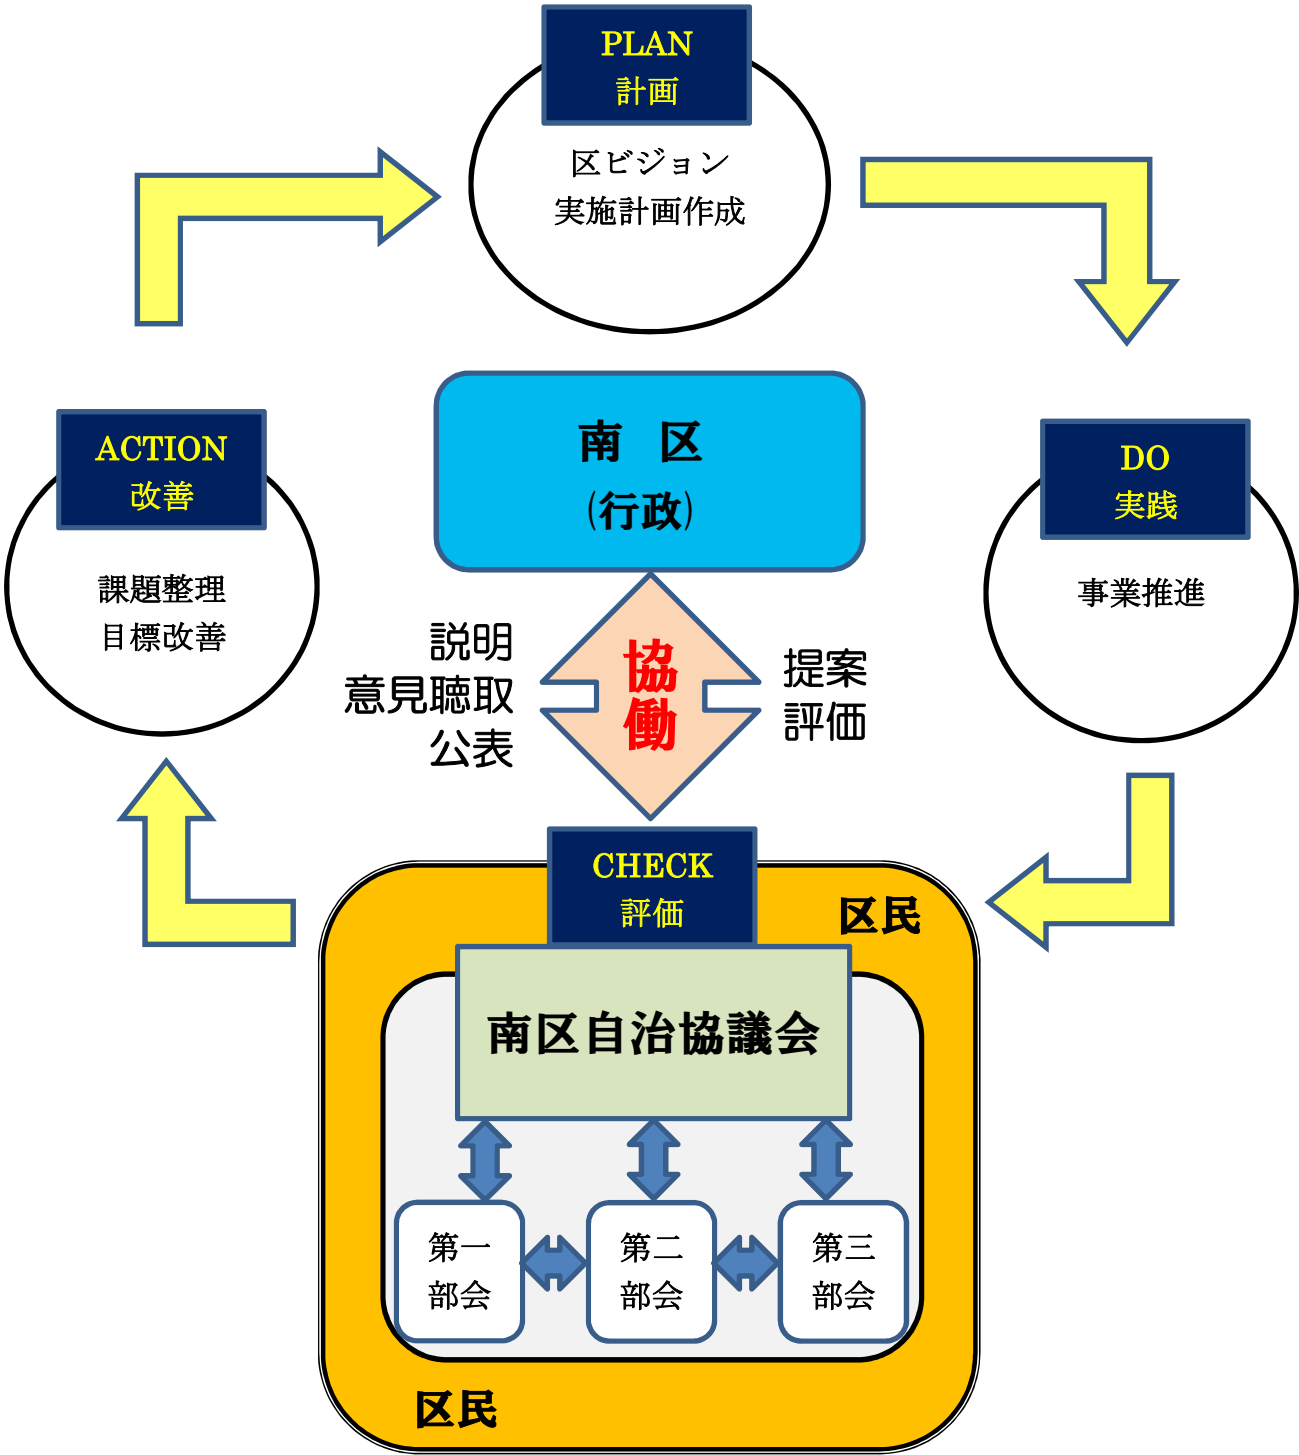 PLAN
計画
区ビジョン
実施計画作成
ACTION
改善
課題整理
目標改善
南 区
(行政)
DO
実践
事業推進
説明
意見聴取
公表
協
働
提案
評価
CHECK
評価
区民
南区自治協議会
第一
部会
第二
部会
第三
部会
区民